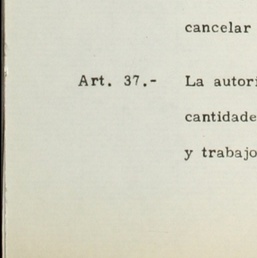 cancelar
Art. 37.- La autori
cantidade
y trabajo